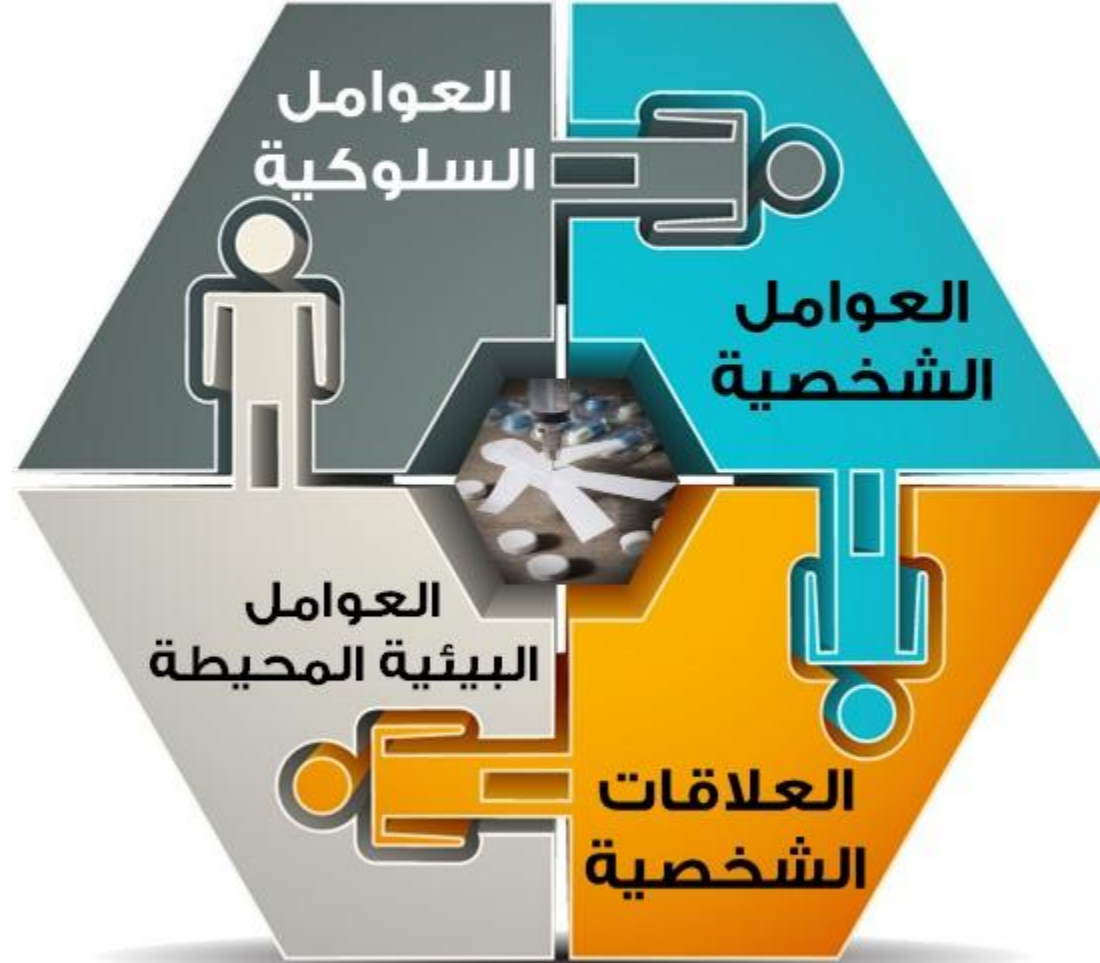 العوامل
السلوكية
العوامل
الشخصية
العوامل
البيئية المحيطة
العلاقات
الشخصية